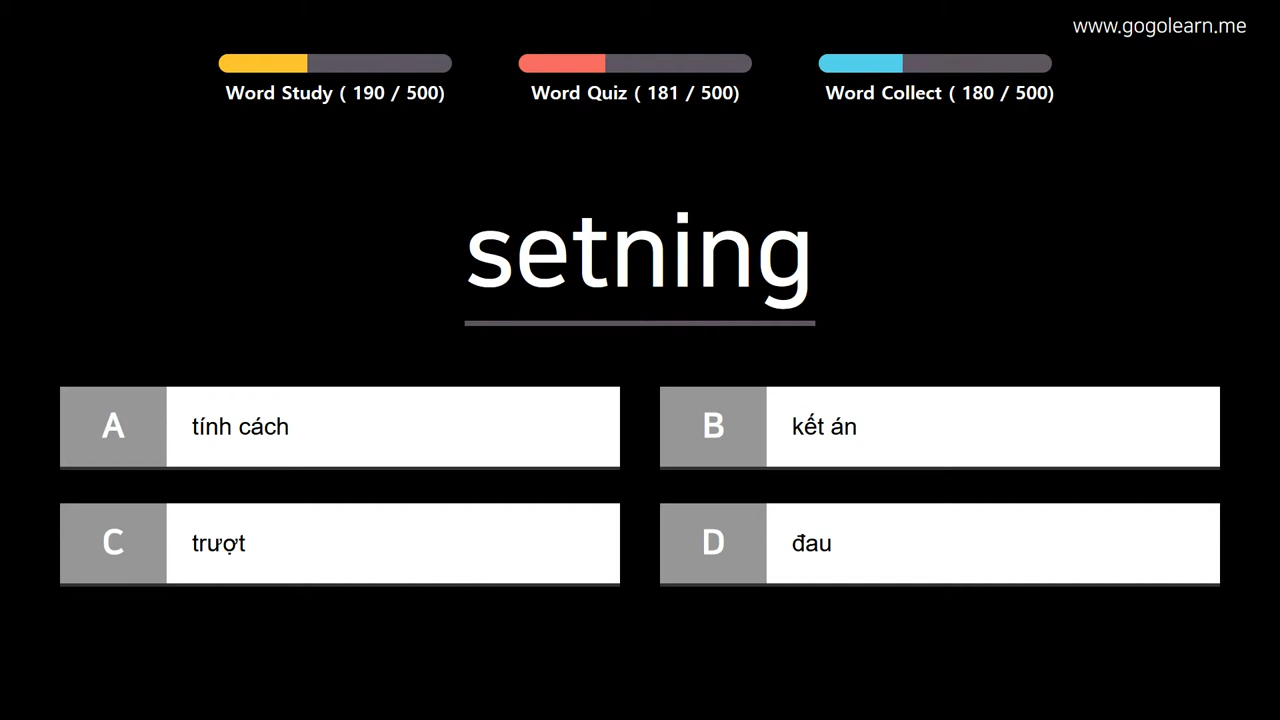 www.gogolearn.me
Word Study ( 190 / 500)
Word Quiz ( 181 / 500)
Word Collect ( 180 / 500)
setning
A tính cách
B kết án
C trượt
D đau